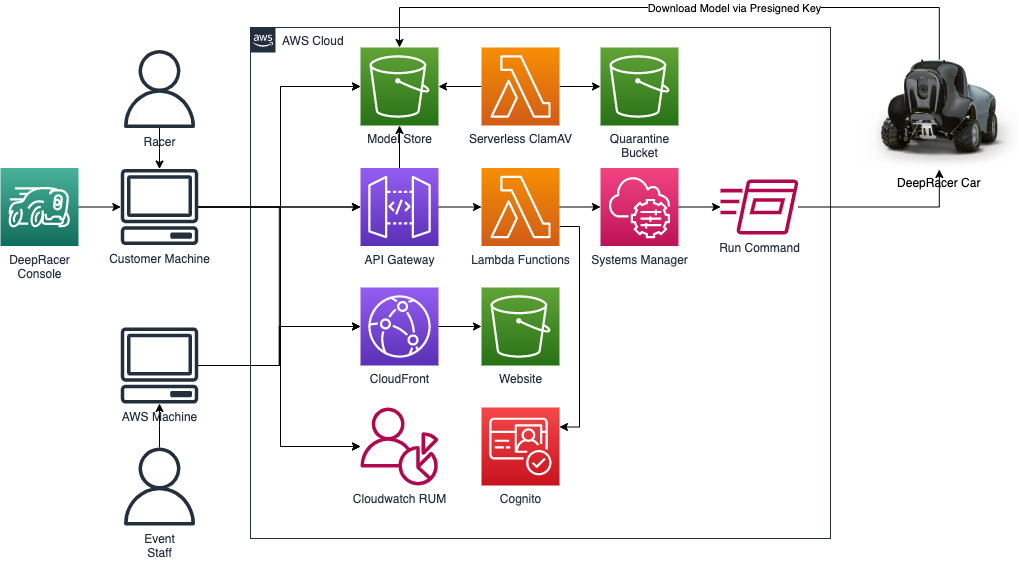 Download Model via Presigned Key
aws
AWS Cloud
Racer
Model Store
Serverless ClamAV
Quarantine
Bucket
DeepRacer Car
DeepRacer
Console
Customer Machine
API Gateway
Lambda Functions
Systems Manager
Run Command
AWS Machine
CloudFront
Website
Cloudwatch RUM
Cognito
Event
Staff